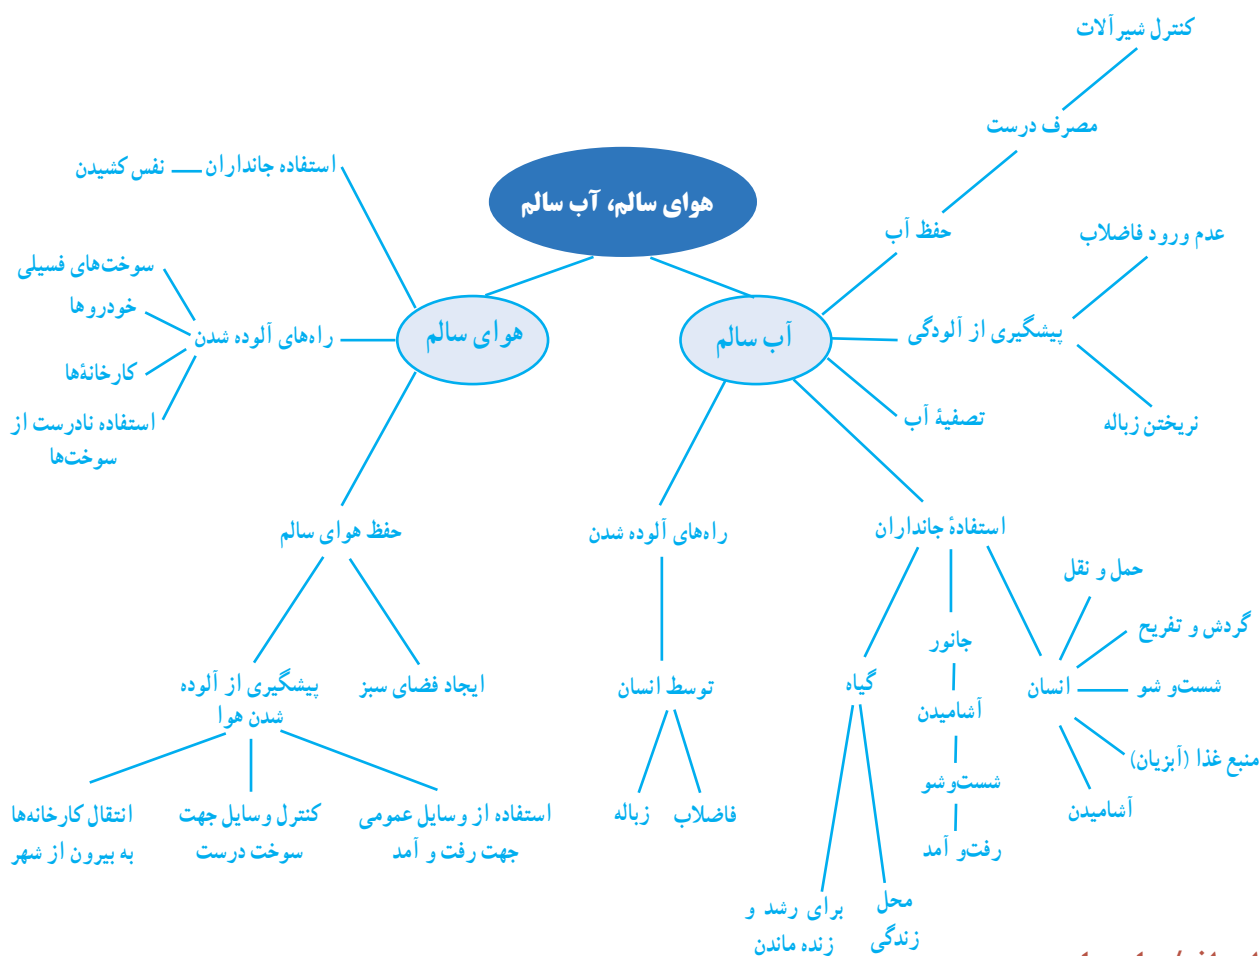 کنترل شیرآلات
مصرف درست
حفظ آب
عدم ورود فاضلاب
پیشگیری از آلودگی
نریختن زباله
تصفیهٔ آب
هوای سالم، آب سالم
آب سالم
هوای سالم
استفاده جانداران
نفس کشیدن
راه‌های آلوده شدن
سوخت‌های فسیلی
خودروها
کارخانهٔ‌ها
استفاده نادرست از
سوخت‌ها
استفادهٔ جانداران
حمل و نقل
گردش و تفریح
شست‌و شو
انسان
منبع غذا (آبزیان)
آشامیدن
جانور
آشامیدن
شست‌وشو
رفت‌و آمد
گیاه
محل
زندگی
برای رشد و
زنده ماندن
راه‌های آلوده شدن
توسط انسان
فاضلاب
زباله
حفظ هوای سالم
ایجاد فضای سبز
پیشگیری از آلوده
شدن هوا
استفاده از وسایل عمومی
جهت رفت و آمد
کنترل وسایل جهت
سوخت درست
انتقال کارخانه‌ها
به بیرون از شهر